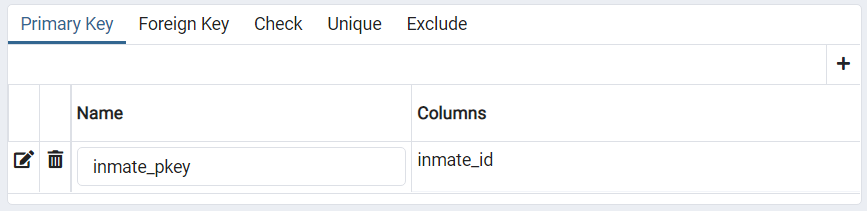 Primary Key Foreign Key Check Unique Exclude
Name Columns
inmate_pkey inmate_id